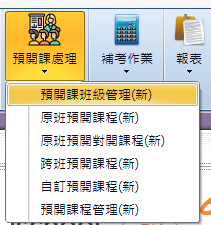 預開課處理
補考作業
報表
預開課班級管理(新)
原班預開課程(新)
原班預開對開課程(新)
跨班預開課程(新)
自訂預開課程(新)
預開課程管理(新)